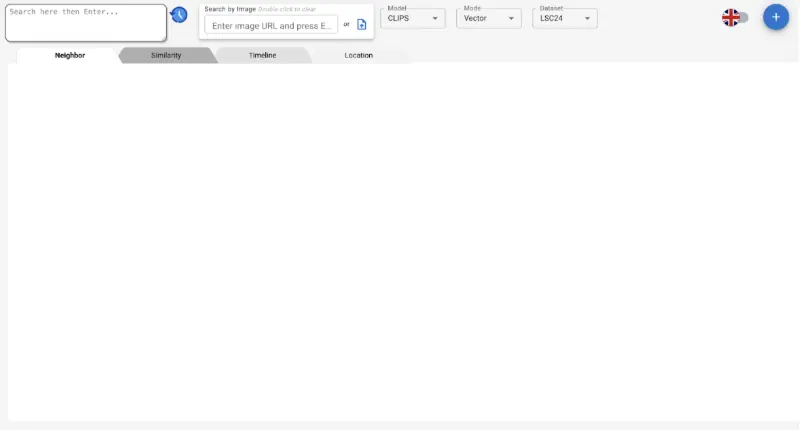 Search here then Enter...
Search by Image Double click to clear
Enter image URL and press E...
or
Model
CLIPS
Mode
Vector
Dataset
LSC24
+
Neighbor
Similarity
Timeline
Location